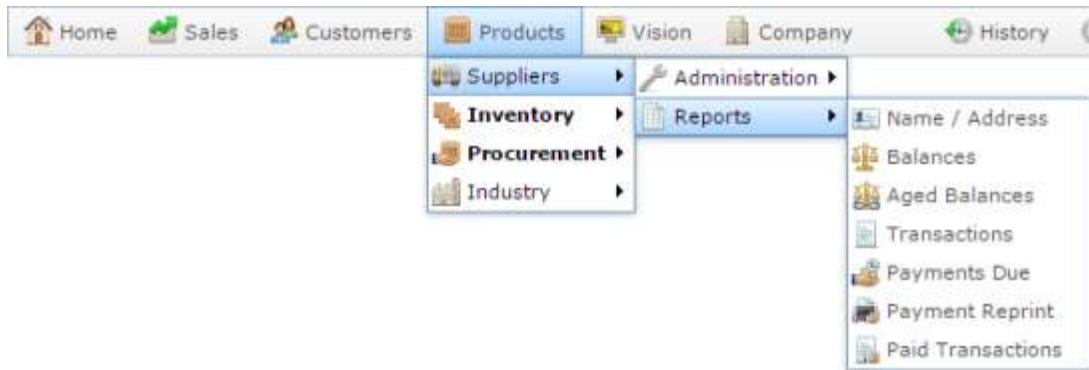 Home Sales Customers Products Vision Company History
Suppliers Administration
Inventory Reports Name / Address
Procurement Balances
Industry Aged Balances
Transactions
Payments Due
Payment Reprint
Paid Transactions